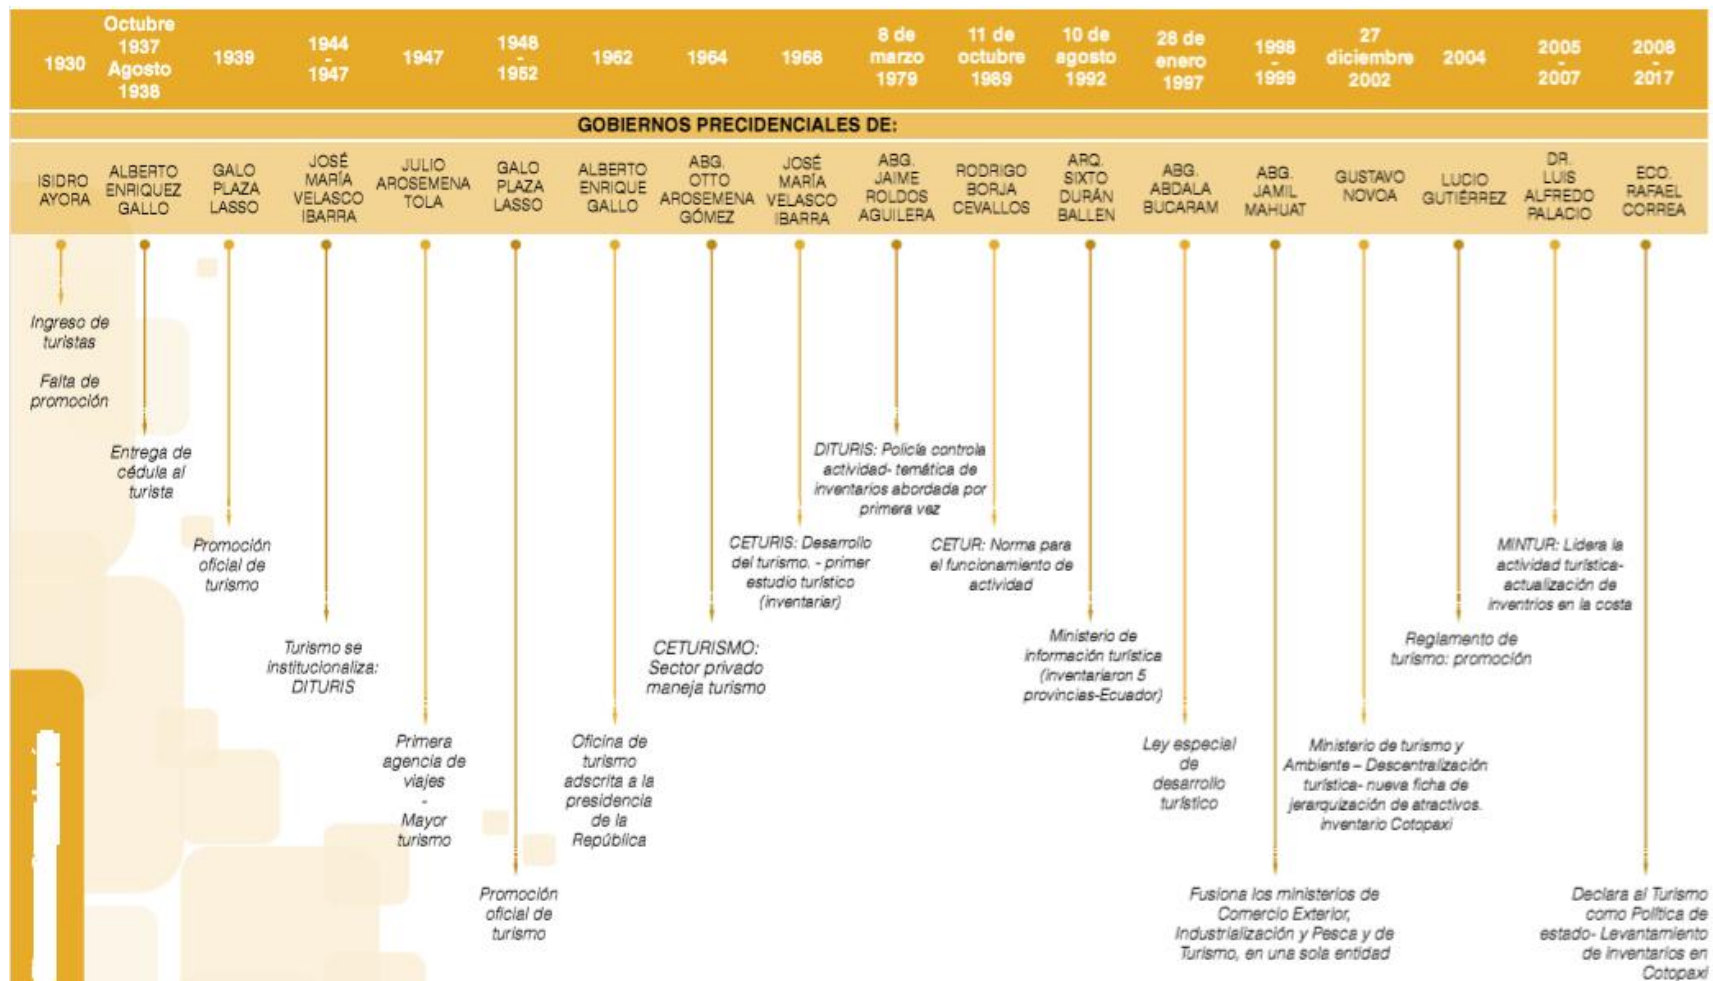 1930
Octubre
1937
Agosto
1938
1939
1944
-
1947
1947
1948
-
1952
1962
1964
1968
8 de
marzo
1979
11 de
octubre
1989
10 de
agosto
1992
28 de
enero
1997
1998
-
1999
27
diciembre
2002
2004
2005
-
2007
2008
-
2017
GOBIERNOS PRECIDENCIALES DE:
ISIDRO
AYORA
ALBERTO
ENRIQUEZ
GALLO
GALO
PLAZA
LASSO
JOSÉ
MARÍA
VELASCO
IBARRA
JULIO
AROSEMENA
TOLA
GALO
PLAZA
LASSO
ALBERTO
ENRIQUE
GALLO
ABG.
OTTO
AROSEMENA
GÓMEZ
JOSÉ
MARÍA
VELASCO
IBARRA
ABG.
JAIME
ROLDOS
AGUILERA
RODRIGO
BORJA
CEVALLOS
ARQ.
SIXTO
DURÁN
BALLEN
ABG.
ABDALA
BUCARAM
ABG.
JAMIL
MAHUAT
GUSTAVO
NOVOA
LUCIO
GUTIÉRREZ
DR.
LUIS
ALFREDO
PALACIO
ECO.
RAFAEL
CORREA
Ingreso de
turistas
Falta de
promoción
Entrega de
cédula al
turista
Promoción
oficial de
turismo
Turismo se
institucionaliza:
DITURIS
Primera
agencia de
viajes
-
Mayor
turismo
Promoción
oficial de
turismo
Oficina de
turismo
adscrita a la
presidencia
de la
República
CETURISMO:
Sector privado
maneja turismo
CETURIS: Desarrollo
del turismo. - primer
estudio turístico
(inventariar)
DITURIS: Policía controla
actividad- temática de
inventarios abordada por
primera vez
CETUR: Norma para
el funcionamiento de
actividad
Ministerio de
información turística
(inventariaron 5
provincias-Ecuador)
Ley especial
de
desarrollo
turístico
Fusiona los ministerios de
Comercio Exterior,
Industrialización y Pesca y de
Turismo, en una sola entidad
Ministerio de turismo y
Ambiente – Descentralización
turística- nueva ficha de
jerarquización de atractivos.
inventario Cotopaxi
Reglamento de
turismo: promoción
MINTUR: Lidera la
actividad turística-
actualización de
inventrios en la costa
Declara al Turismo
como Política de
estado- Levantamiento
de inventarios en
Cotopaxi